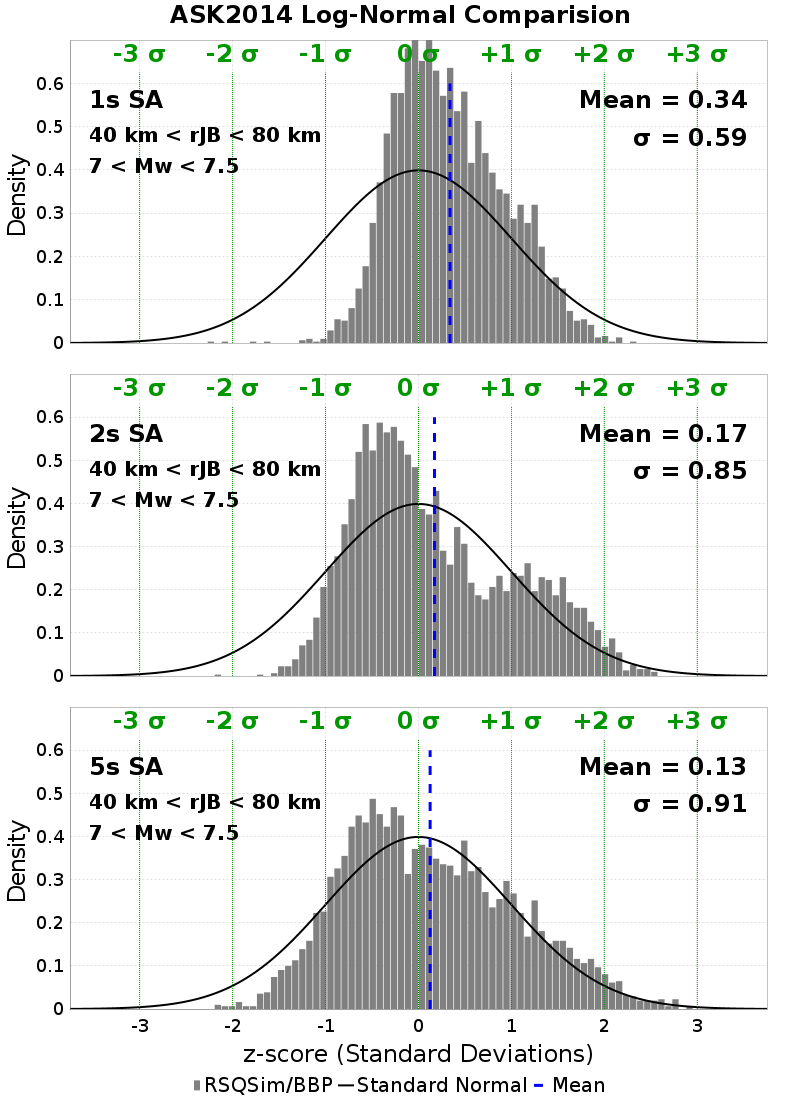 ASK2014 Log-Normal Comparision
-3 σ -2 σ -1 σ 0 σ +1 σ +2 σ +3 σ
1s SA
40 km < rJB < 80 km
7 < Mw < 7.5
Mean = 0.34
σ = 0.59
Density
0.6
0.5
0.4
0.3
0.2
0.1
0
-3 σ -2 σ -1 σ 0 σ +1 σ +2 σ +3 σ
2s SA
40 km < rJB < 80 km
7 < Mw < 7.5
Mean = 0.17
σ = 0.85
Density
0.6
0.5
0.4
0.3
0.2
0.1
0
-3 σ -2 σ -1 σ 0 σ +1 σ +2 σ +3 σ
5s SA
40 km < rJB < 80 km
7 < Mw < 7.5
Mean = 0.13
σ = 0.91
Density
0.6
0.5
0.4
0.3
0.2
0.1
0
-3 -2 -1 0 1 2 3
z-score (Standard Deviations)
RSQSim/BBP Standard Normal Mean